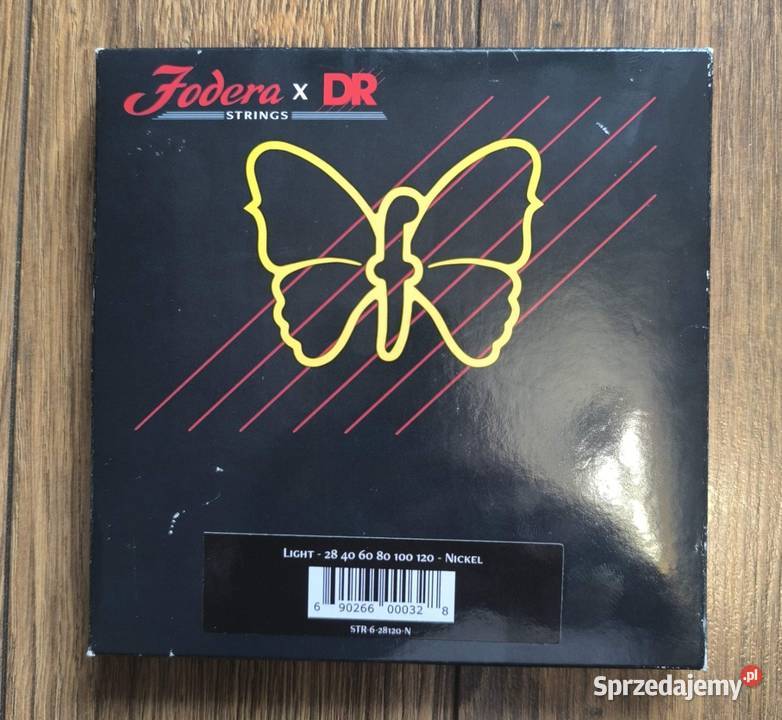 Fodera x DR
STRINGS
Light - 28 40 60 80 100 120 - Nickel
6 90266 00032 8
STR-6-28120-N
Sprzedajemy.pl